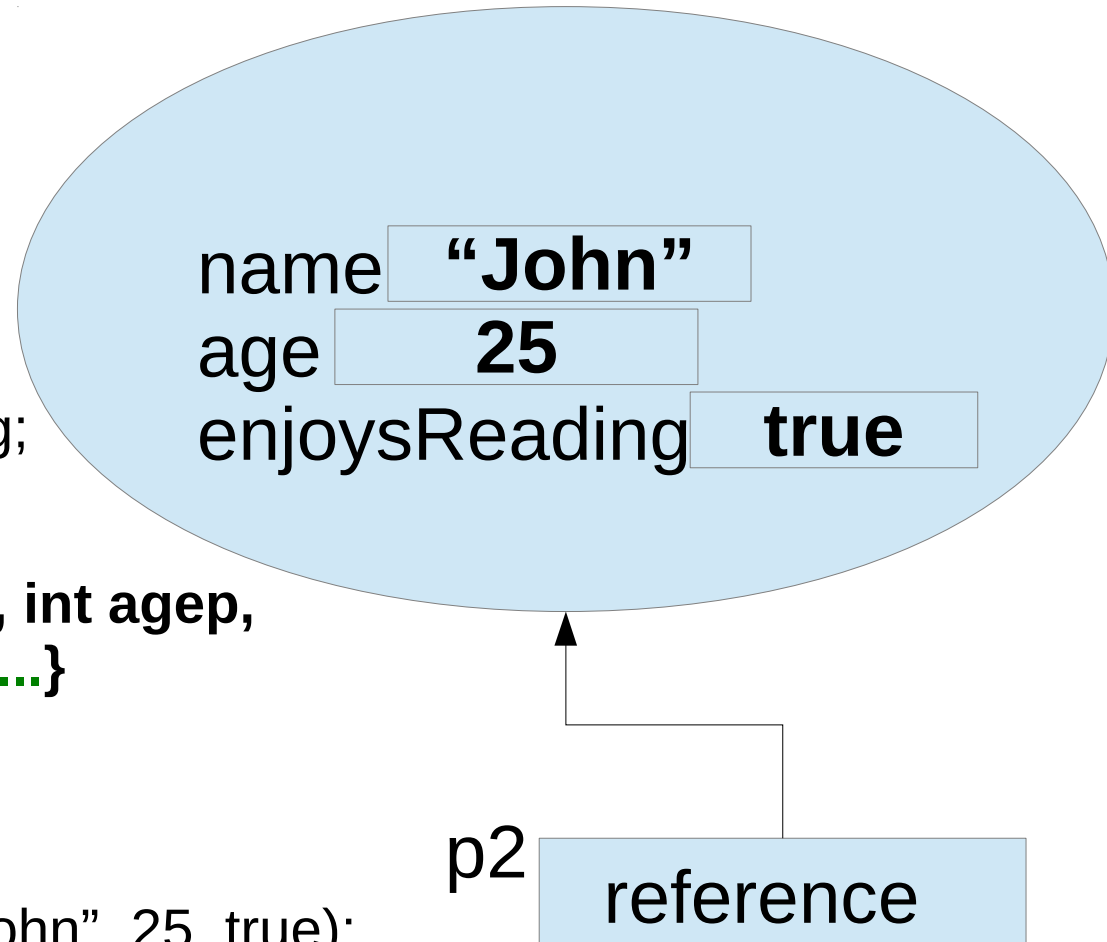 name “John”
age 25
enjoysReading true
g;
, int agep,
...}
p2
reference
ohn”, 25, true);